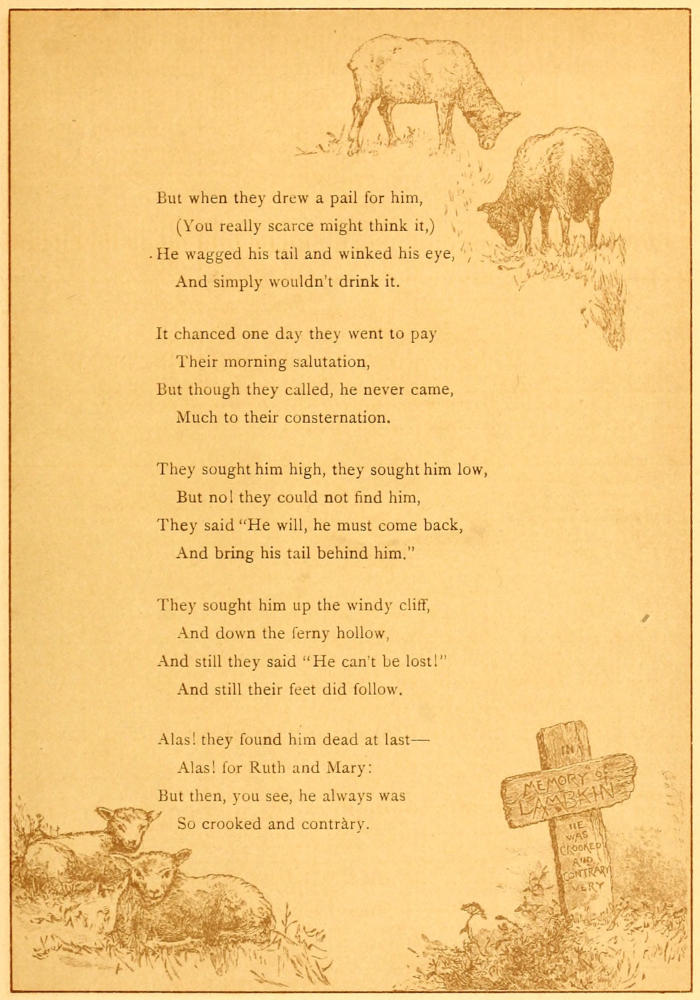 But when they drew a pail for him,
(You really scarce might think it,)
He wagged his tail and winked his eye,
And simply wouldn't drink it.
It chanced one day they went to pay
Their morning salutation,
But though they called, he never came,
Much to their consternation.
They sought him high, they sought him low,
But no! they could not find him,
They said “He will, he must come back,
And bring his tail behind him.”
They sought him up the windy cliff,
And down the ferny hollow,
And still they said “He can't be lost!”
And still their feet did follow.
Alas! they found him dead at last—
Alas! for Ruth and Mary:
But then, you see, he always was
So crooked and contràry.
IN
MEMORY OF
LAMBKIN
HE
WAS
CROOKED
AND
CONTRARY
VERY